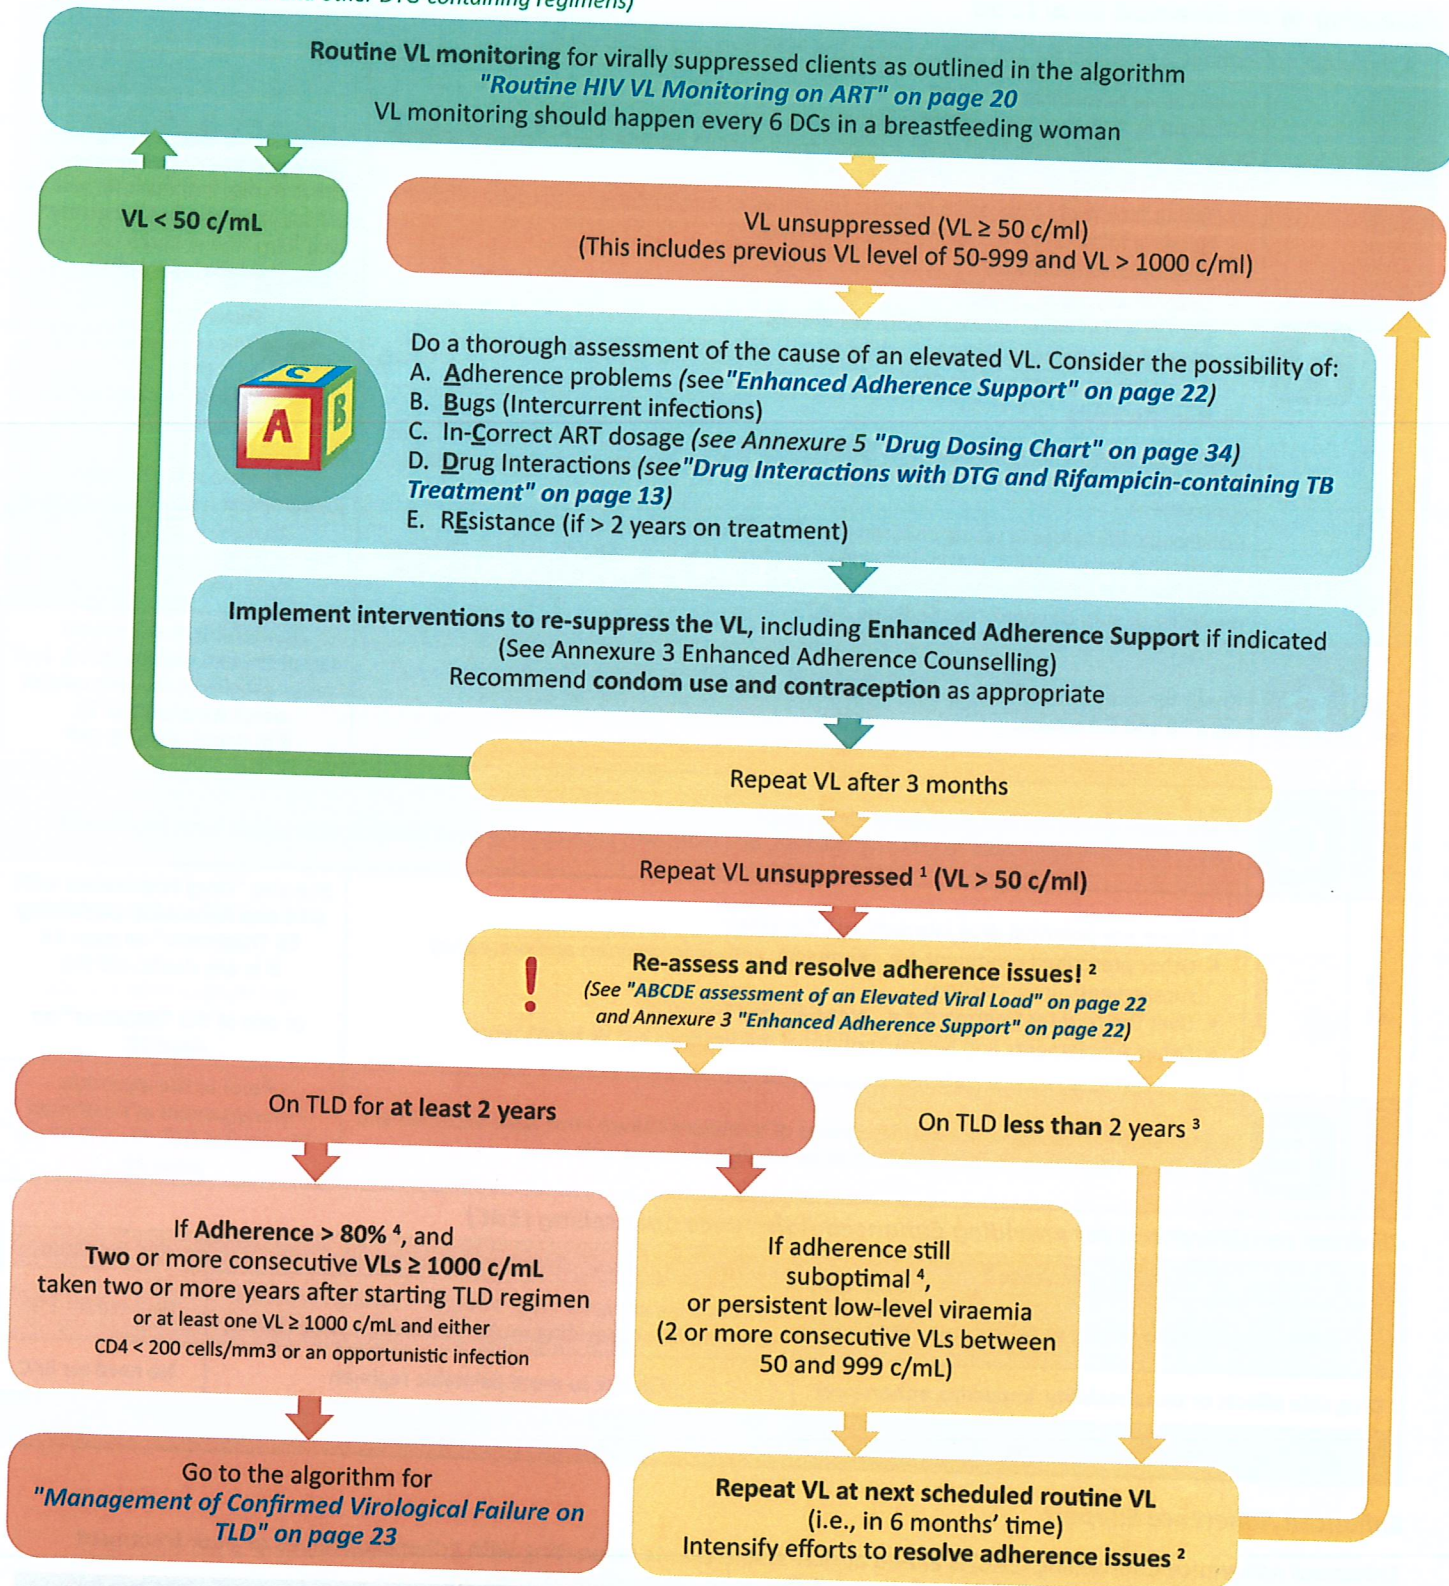 other DTG-containing regimens)
Routine VL monitoring for virally suppressed clients as outlined in the algorithm
"Routine HIV VL Monitoring on ART" on page 20
VL monitoring should happen every 6 DCs in a breastfeeding woman
VL < 50 c/mL
VL unsuppressed (VL ≥ 50 c/ml)
(This includes previous VL level of 50-999 and VL > 1000 c/ml)
C
A
B
Do a thorough assessment of the cause of an elevated VL. Consider the possibility of:
A. Adherence problems (see"Enhanced Adherence Support" on page 22)
B. Bugs (Intercurrent infections)
C. In-Correct ART dosage (see Annexure 5 "Drug Dosing Chart" on page 34)
D. Drug Interactions (see"Drug Interactions with DTG and Rifampicin-containing TB
Treatment" on page 13)
E. REsistance (if > 2 years on treatment)
Implement interventions to re-suppress the VL, including Enhanced Adherence Support if indicated
(See Annexure 3 Enhanced Adherence Counselling)
Recommend condom use and contraception as appropriate
Repeat VL after 3 months
Repeat VL unsuppressed ¹ (VL > 50 c/ml)
!
Re-assess and resolve adherence issues! ²
(See "ABCDE assessment of an Elevated Viral Load" on page 22
and Annexure 3 "Enhanced Adherence Support" on page 22)
On TLD for at least 2 years
On TLD less than 2 years ³
If Adherence > 80% ⁴, and
Two or more consecutive VLs ≥ 1000 c/mL
taken two or more years after starting TLD regimen
or at least one VL ≥ 1000 c/mL and either
CD4 < 200 cells/mm3 or an opportunistic infection
If adherence still
suboptimal ⁴,
or persistent low-level viraemia
(2 or more consecutive VLs between
50 and 999 c/mL)
Go to the algorithm for
"Management of Confirmed Virological Failure on
TLD" on page 23
Repeat VL at next scheduled routine VL
(i.e., in 6 months' time)
Intensify efforts to resolve adherence issues ²